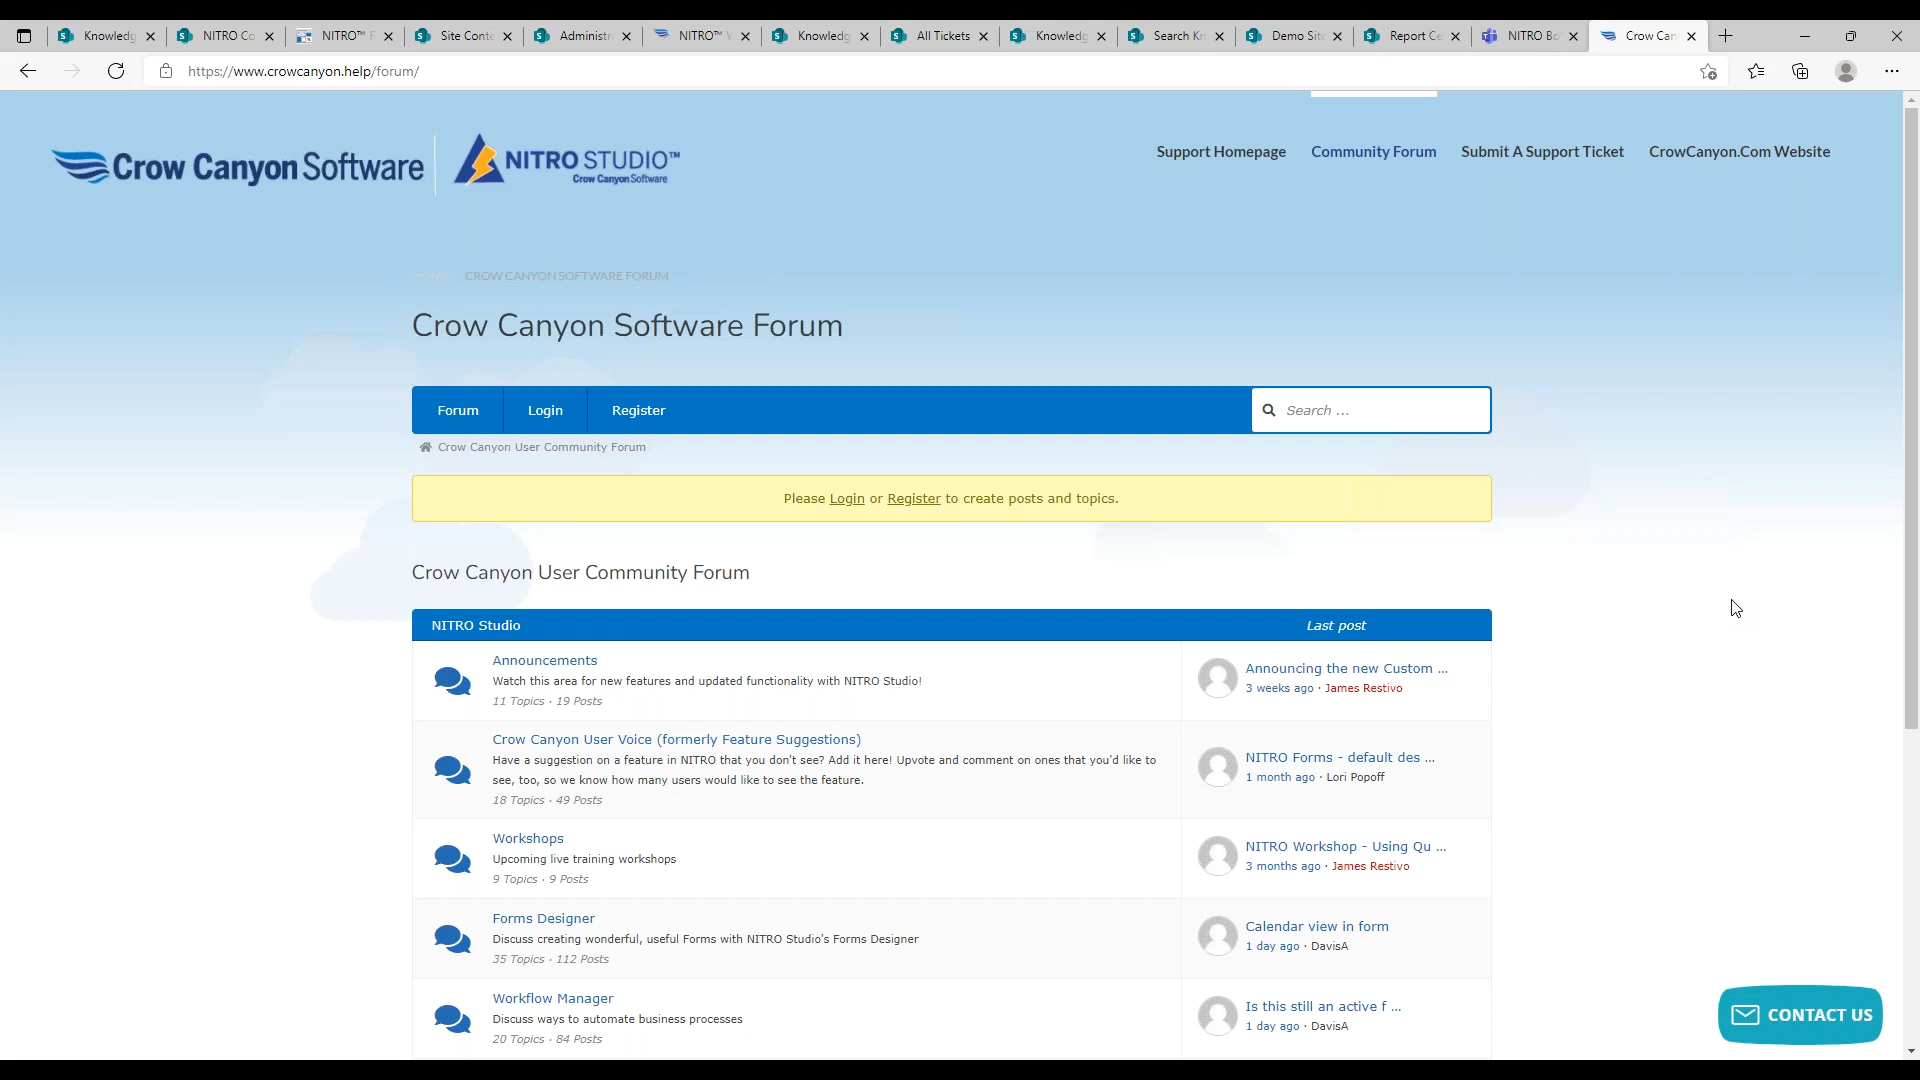 Knowledg
NITRO Co
NITRO™ F
Site Conte
Administr
NITRO™ W
Knowledg
All Tickets
Knowledg
Search Kn
Demo Site
Report Ce
NITRO Bo
Crow Can
https://www.crowcanyon.help/forum/
Crow Canyon Software
NITRO STUDIO™
Crow Canyon Software
Support Homepage
Community Forum
Submit A Support Ticket
CrowCanyon.Com Website
CROW CANYON SOFTWARE FORUM
Crow Canyon Software Forum
Forum
Login
Register
Search ...
Crow Canyon User Community Forum
Please Login or Register to create posts and topics.
Crow Canyon User Community Forum
NITRO Studio
Last post
Announcements
Watch this area for new features and updated functionality with NITRO Studio!
11 Topics · 19 Posts
Announcing the new Custom ...
3 weeks ago · James Restivo
Crow Canyon User Voice (formerly Feature Suggestions)
Have a suggestion on a feature in NITRO that you don't see? Add it here! Upvote and comment on ones that you'd like to
see, too, so we know how many users would like to see the feature.
18 Topics · 49 Posts
NITRO Forms - default des ...
1 month ago · Lori Popoff
Workshops
Upcoming live training workshops
9 Topics · 9 Posts
NITRO Workshop - Using Qu ...
3 months ago · James Restivo
Forms Designer
Discuss creating wonderful, useful Forms with NITRO Studio's Forms Designer
35 Topics · 112 Posts
Calendar view in form
1 day ago · DavisA
Workflow Manager
Discuss ways to automate business processes
20 Topics · 84 Posts
Is this still an active f ...
1 day ago · DavisA
CONTACT US